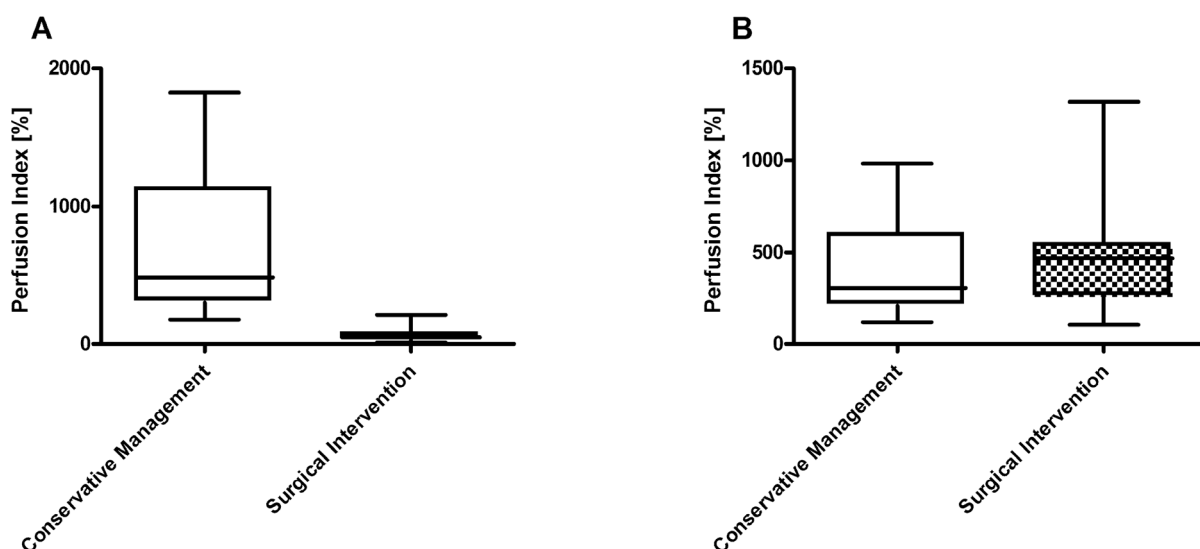 A
Perfusion Index [%]
2000
1000
0
Conservative Management
Surgical Intervention
B
Perfusion Index [%]
1500
1000
500
0
Conservative Management
Surgical Intervention